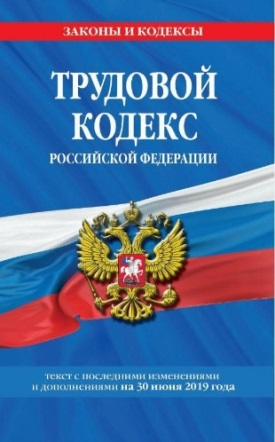 ЗАКОНЫ И КОДЕКСЫ
ТРУДОВОЙ
КОДЕКС
РОССИЙСКОЙ ФЕДЕРАЦИИ
текст с последними изменениями
и дополнениями на 30 июня 2019 года